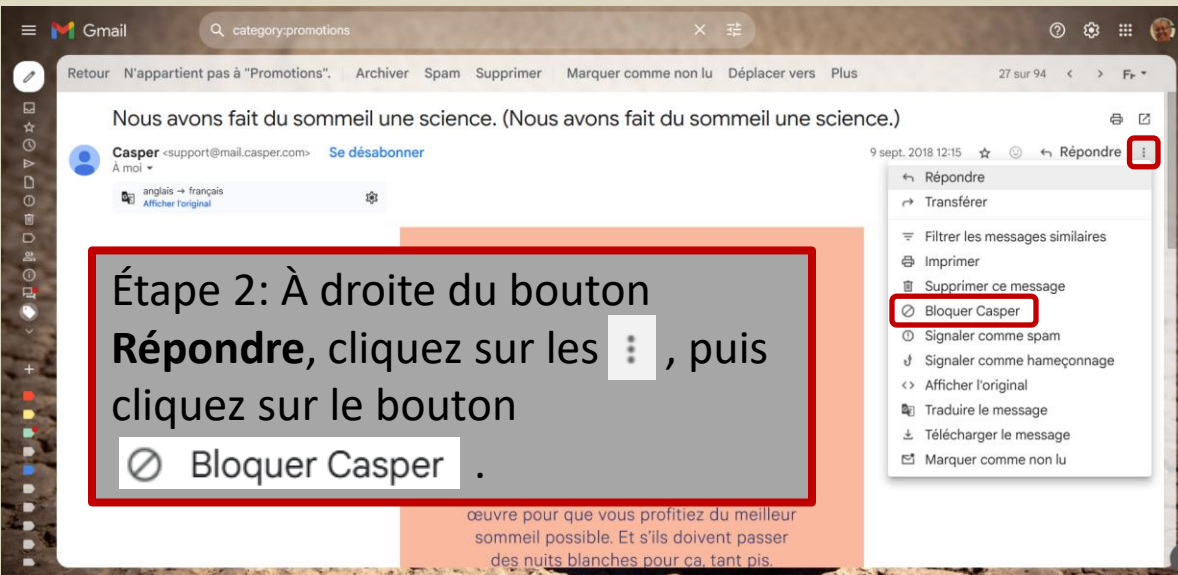 Gmail
category:promotions
Retour N'appartient pas à "Promotions". Archiver Spam Supprimer Marquer comme non lu Déplacer vers Plus 27 sur 94 Fr
Nous avons fait du sommeil une science. (Nous avons fait du sommeil une science.)
Casper <support@mail.casper.com> Se désabonner 9 sept. 2018 12:15 Répondre
À moi
anglais → français
Afficher l'original
Répondre
Transférer
Filtrer les messages similaires
Imprimer
Supprimer ce message
Bloquer Casper
Signaler comme spam
Signaler comme hameçonnage
Afficher l'original
Traduire le message
Télécharger le message
Marquer comme non lu
Étape 2: À droite du bouton
Répondre, cliquez sur les ⋮ , puis
cliquez sur le bouton
Bloquer Casper .
œuvre pour que vous profitiez du meilleur
sommeil possible. Et s'ils doivent passer
des nuits blanches pour ça, tant pis.